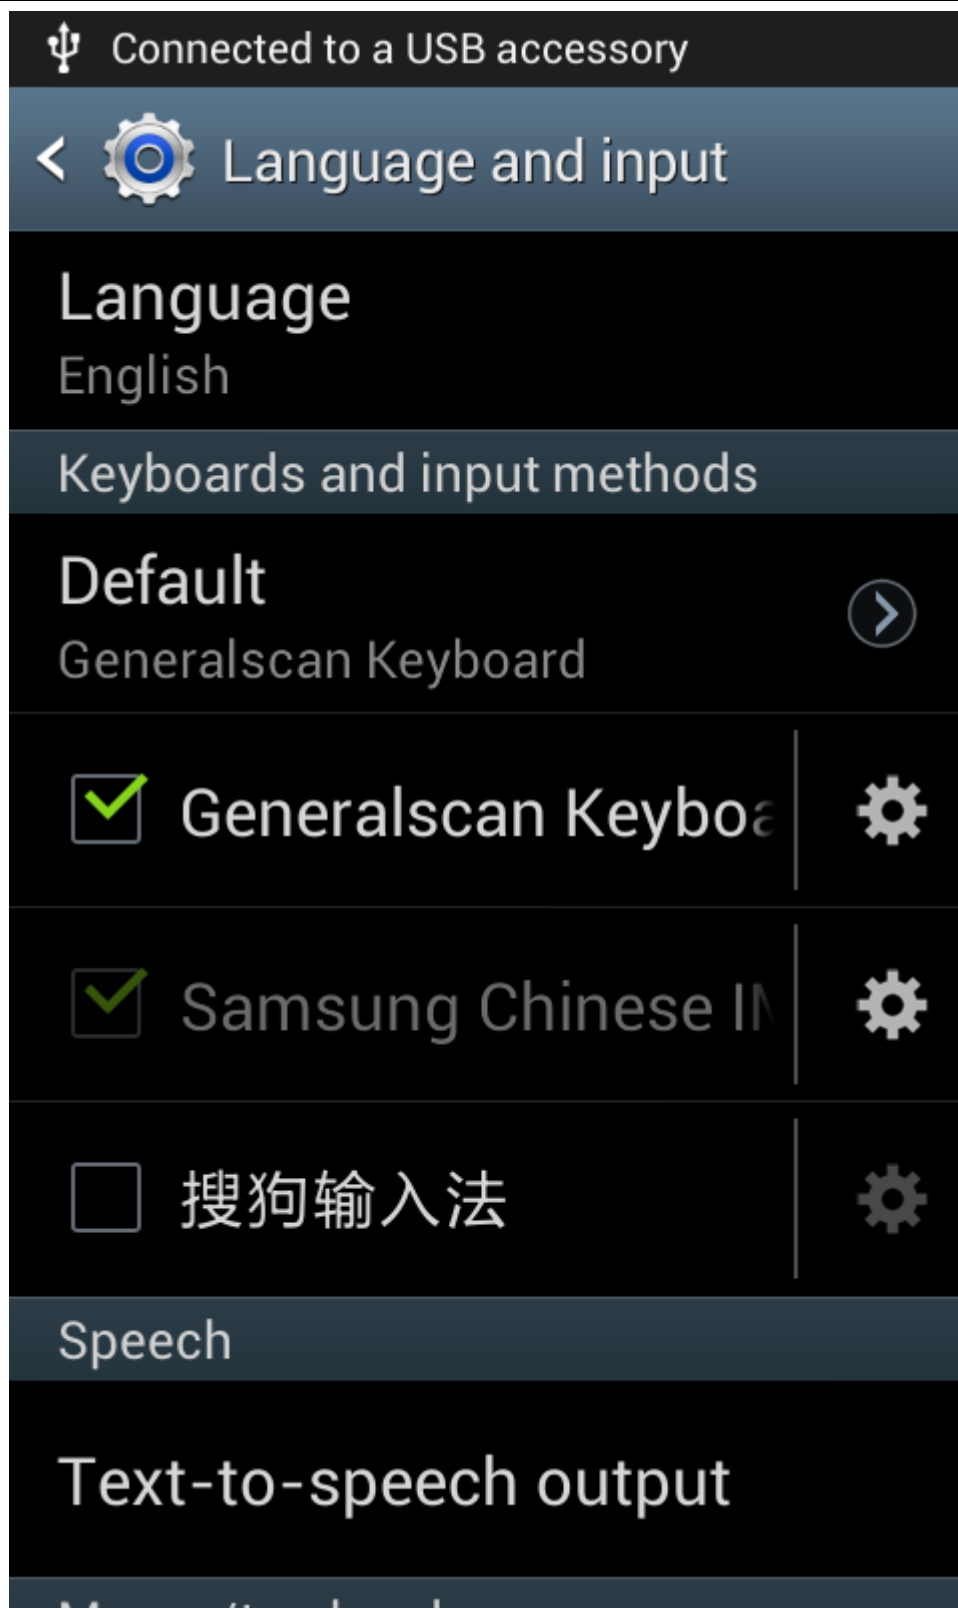 Connected to a USB accessory
Language and input
Language
English
Keyboards and input methods
Default
Generalscan Keyboard
Generalscan Keyboa
Samsung Chinese IM
搜狗输入法
Speech
Text-to-speech output